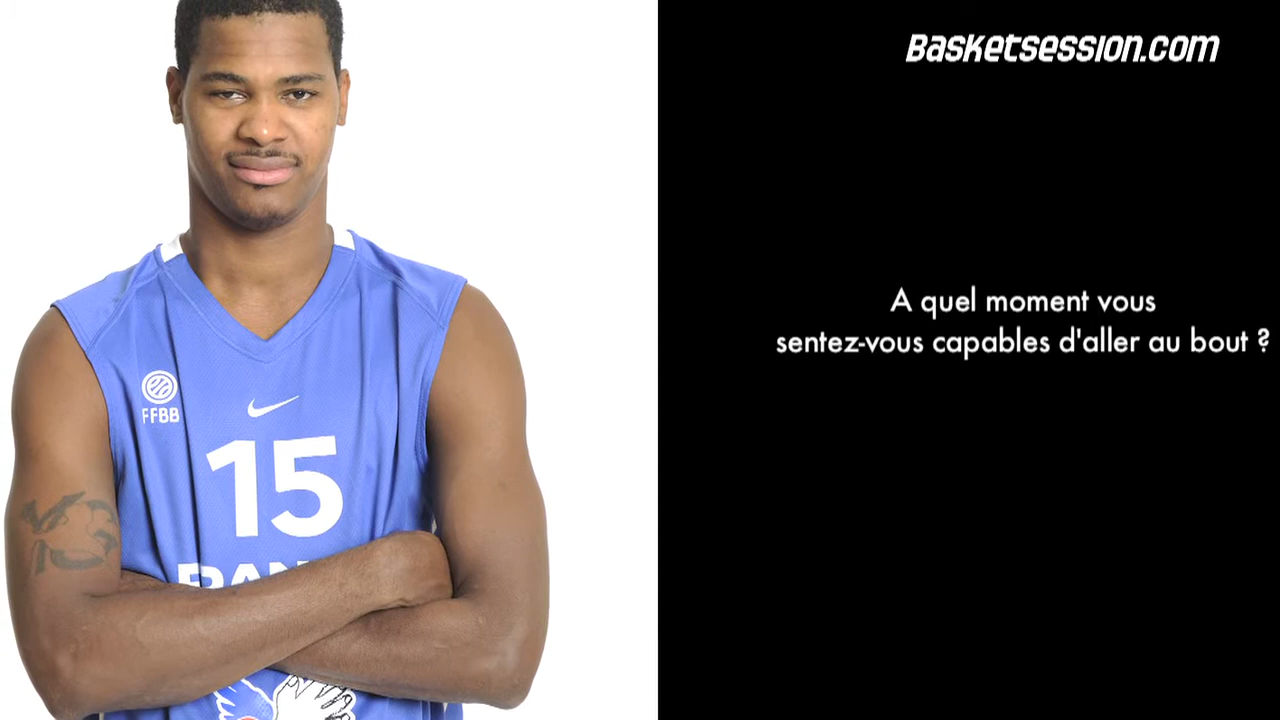 Basketsession.com
A quel moment vous
sentez-vous capables d'aller au bout ?
FFBB
15